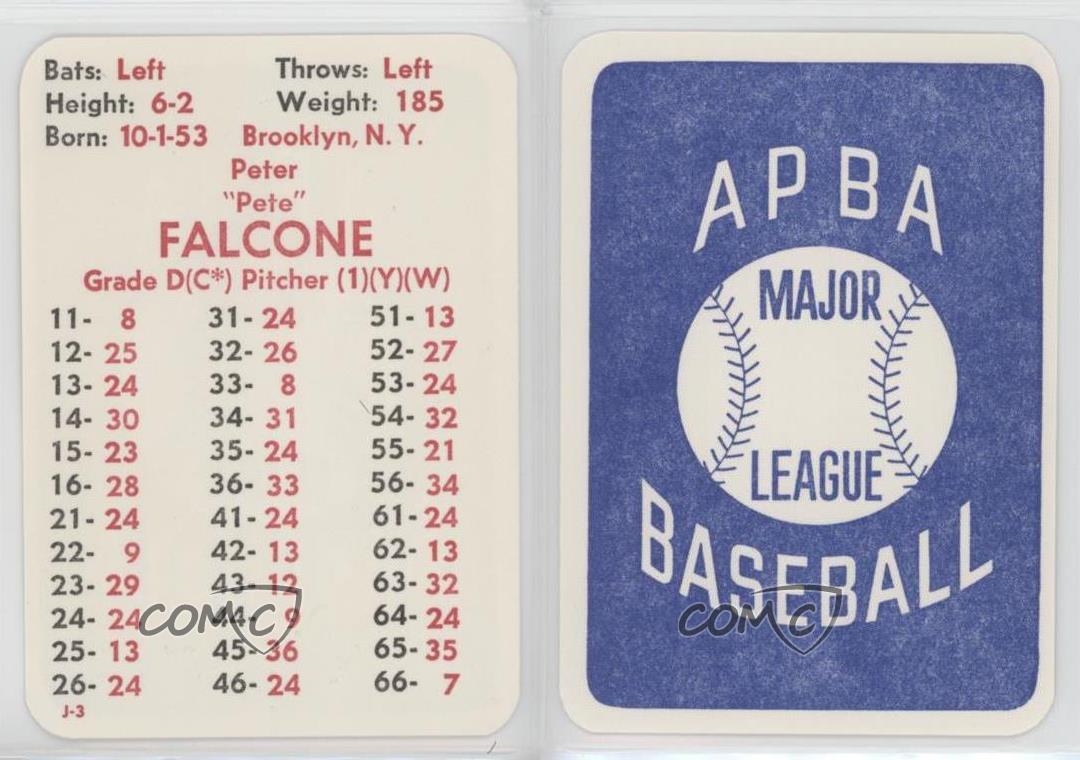 Bats: Left Throws: Left
Height: 6-2 Weight: 185
Born: 10-1-53 Brooklyn, N. Y.
Peter
"Pete"
FALCONE
Grade D(C*) Pitcher (1)(Y)(W)
11- 8 31- 24 51- 13
12- 25 32- 26 52- 27
13- 24 33- 8 53- 24
14- 30 34- 31 54- 32
15- 23 35- 24 55- 21
16- 28 36- 33 56- 34
21- 24 41- 24 61- 24
22- 9 42- 13 62- 13
23- 29 43- 12 63- 32
24- 24 44- 9 64- 24
25- 13 45- 36 65- 35
26- 24 46- 24 66- 7
J-3
COMC
APBA
MAJOR
LEAGUE
BASEBALL
COMC